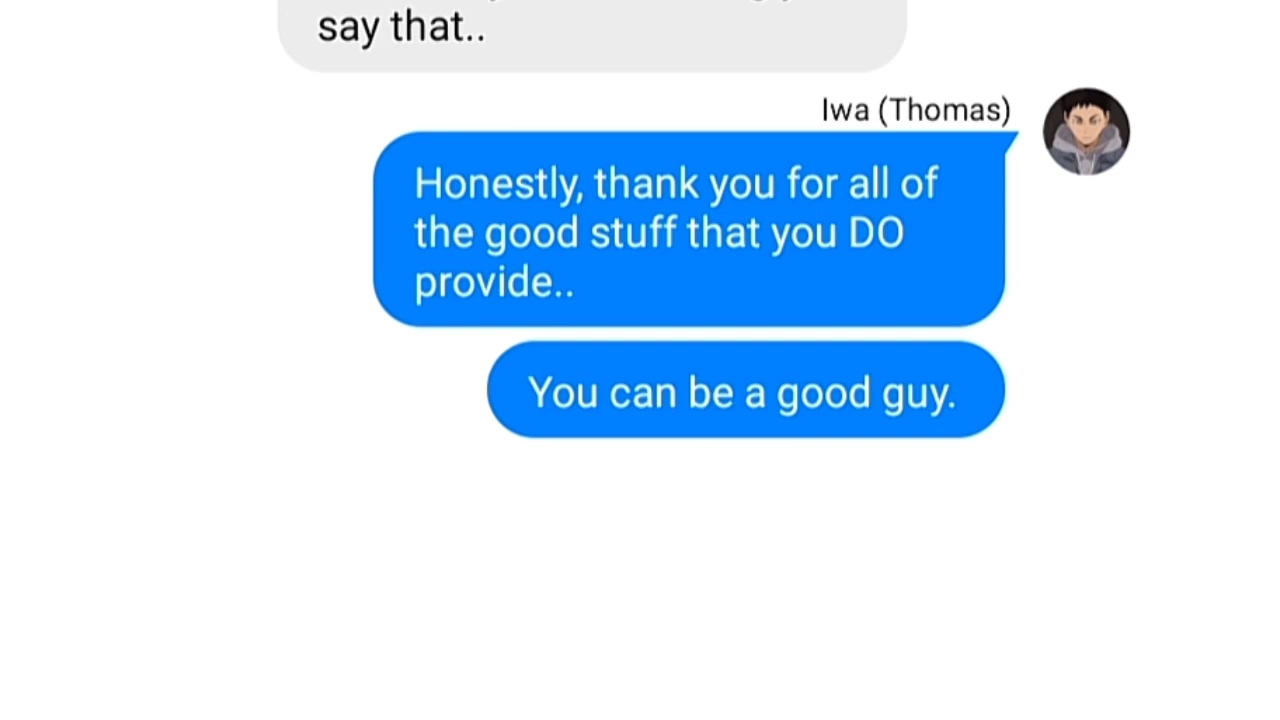 say that..
Iwa (Thomas)
Honestly, thank you for all of
the good stuff that you DO
provide..
You can be a good guy.